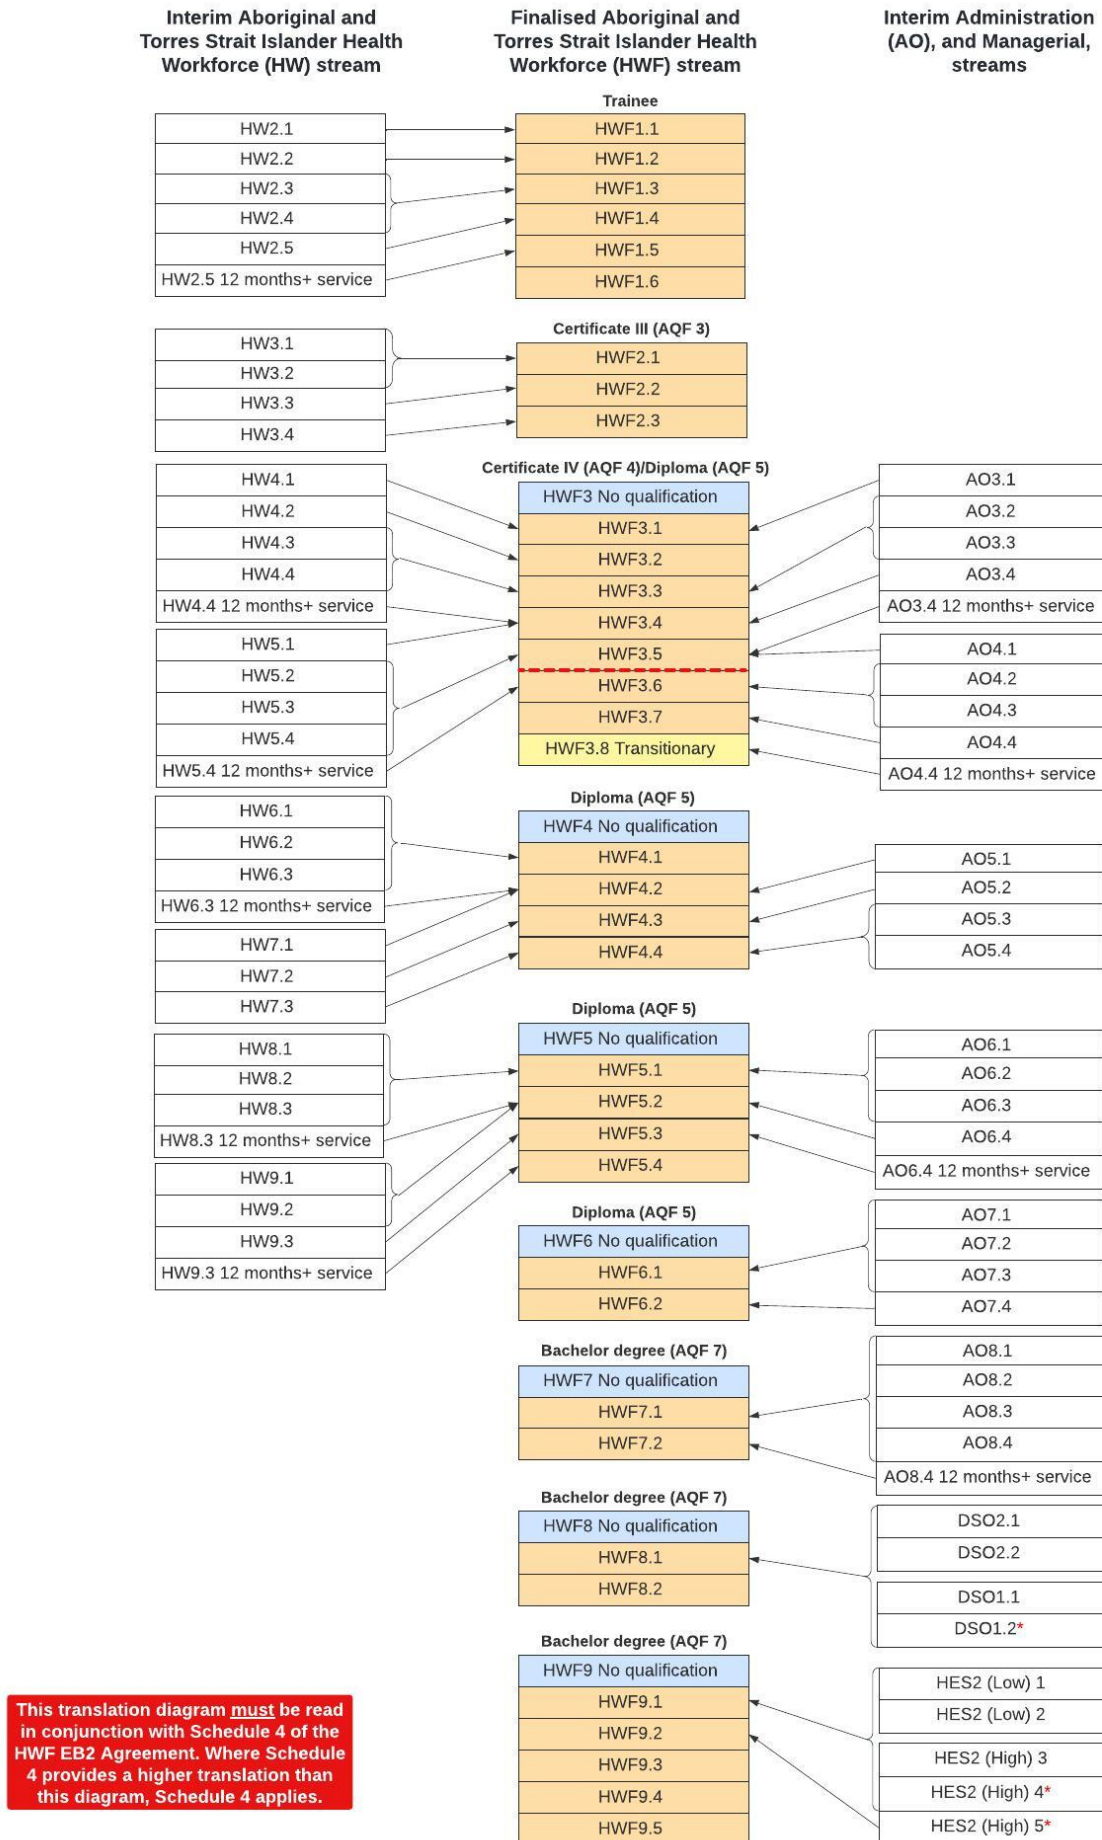 Interim Aboriginal and
Torres Strait Islander Health
Workforce (HW) stream
Finalised Aboriginal and
Torres Strait Islander Health
Workforce (HWF) stream
Interim Administration
(AO), and Managerial,
streams
HW2.1
HW2.2
HW2.3
HW2.4
HW2.5
HW2.5 12 months+ service
Trainee
HWF1.1
HWF1.2
HWF1.3
HWF1.4
HWF1.5
HWF1.6
HW3.1
HW3.2
HW3.3
HW3.4
Certificate III (AQF 3)
HWF2.1
HWF2.2
HWF2.3
HW4.1
HW4.2
HW4.3
HW4.4
HW4.4 12 months+ service
HW5.1
HW5.2
HW5.3
HW5.4
HW5.4 12 months+ service
Certificate IV (AQF 4)/Diploma (AQF 5)
HWF3 No qualification
HWF3.1
HWF3.2
HWF3.3
HWF3.4
HWF3.5
HWF3.6
HWF3.7
HWF3.8 Transitionary
AO3.1
AO3.2
AO3.3
AO3.4
AO3.4 12 months+ service
AO4.1
AO4.2
AO4.3
AO4.4
AO4.4 12 months+ service
HW6.1
HW6.2
HW6.3
HW6.3 12 months+ service
HW7.1
HW7.2
HW7.3
Diploma (AQF 5)
HWF4 No qualification
HWF4.1
HWF4.2
HWF4.3
HWF4.4
AO5.1
AO5.2
AO5.3
AO5.4
HW8.1
HW8.2
HW8.3
HW8.3 12 months+ service
HW9.1
HW9.2
HW9.3
HW9.3 12 months+ service
Diploma (AQF 5)
HWF5 No qualification
HWF5.1
HWF5.2
HWF5.3
HWF5.4
AO6.1
AO6.2
AO6.3
AO6.4
AO6.4 12 months+ service
Diploma (AQF 5)
HWF6 No qualification
HWF6.1
HWF6.2
AO7.1
AO7.2
AO7.3
AO7.4
Bachelor degree (AQF 7)
HWF7 No qualification
HWF7.1
HWF7.2
AO8.1
AO8.2
AO8.3
AO8.4
AO8.4 12 months+ service
Bachelor degree (AQF 7)
HWF8 No qualification
HWF8.1
HWF8.2
DSO2.1
DSO2.2
DSO1.1
DSO1.2*
Bachelor degree (AQF 7)
HWF9 No qualification
HWF9.1
HWF9.2
HWF9.3
HWF9.4
HWF9.5
HES2 (Low) 1
HES2 (Low) 2
HES2 (High) 3
HES2 (High) 4*
HES2 (High) 5*
This translation diagram must be read
in conjunction with Schedule 4 of the
HWF EB2 Agreement. Where Schedule
4 provides a higher translation than
this diagram, Schedule 4 applies.